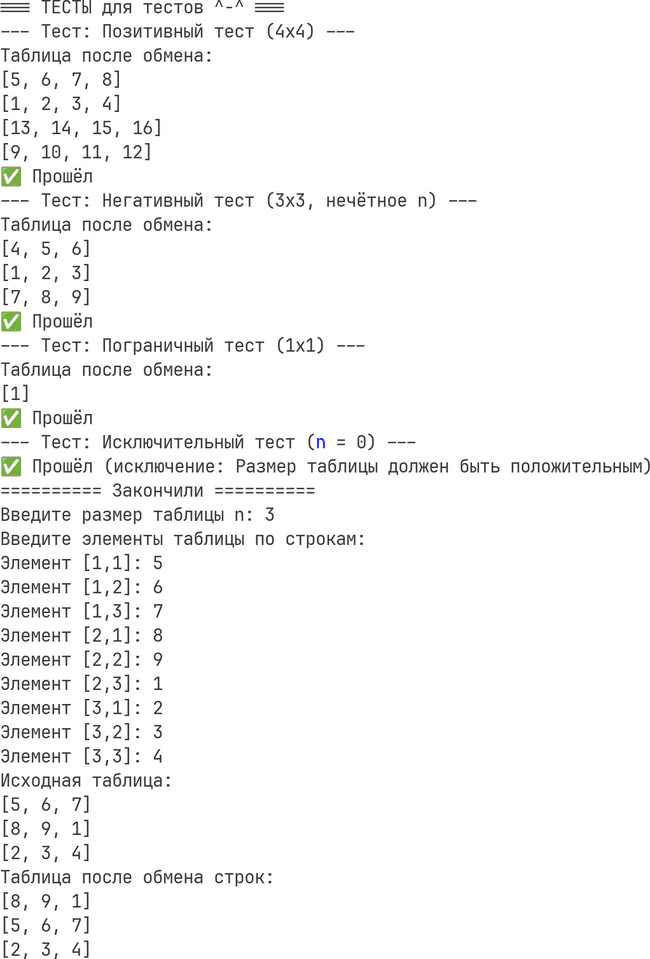 === ТЕСТЫ для тестов ^-^ ===
--- Тест: Позитивный тест (4x4) ---
Таблица после обмена:
[5, 6, 7, 8]
[1, 2, 3, 4]
[13, 14, 15, 16]
[9, 10, 11, 12]
✅ Прошёл
--- Тест: Негативный тест (3x3, нечётное n) ---
Таблица после обмена:
[4, 5, 6]
[1, 2, 3]
[7, 8, 9]
✅ Прошёл
--- Тест: Пограничный тест (1x1) ---
Таблица после обмена:
[1]
✅ Прошёл
--- Тест: Исключительный тест (n = 0) ---
✅ Прошёл (исключение: Размер таблицы должен быть положительным)
========== Закончили ==========
Введите размер таблицы n: 3
Введите элементы таблицы по строкам:
Элемент [1,1]: 5
Элемент [1,2]: 6
Элемент [1,3]: 7
Элемент [2,1]: 8
Элемент [2,2]: 9
Элемент [2,3]: 1
Элемент [3,1]: 2
Элемент [3,2]: 3
Элемент [3,3]: 4
Исходная таблица:
[5, 6, 7]
[8, 9, 1]
[2, 3, 4]
Таблица после обмена строк:
[8, 9, 1]
[5, 6, 7]
[2, 3, 4]